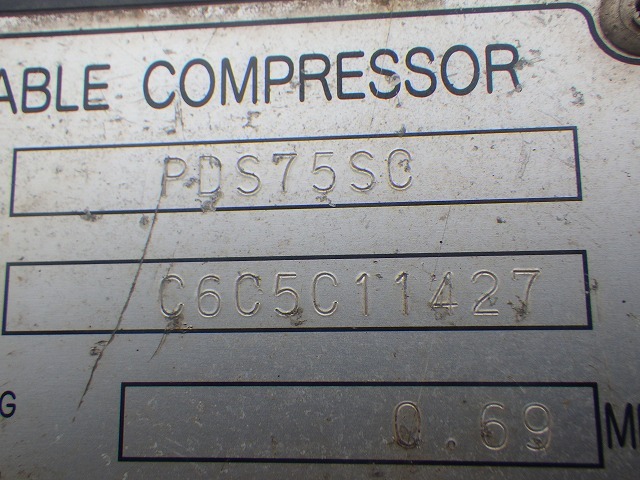 ABLE COMPRESSOR
PDS75SC
C6C5C11427
G 0.69 M